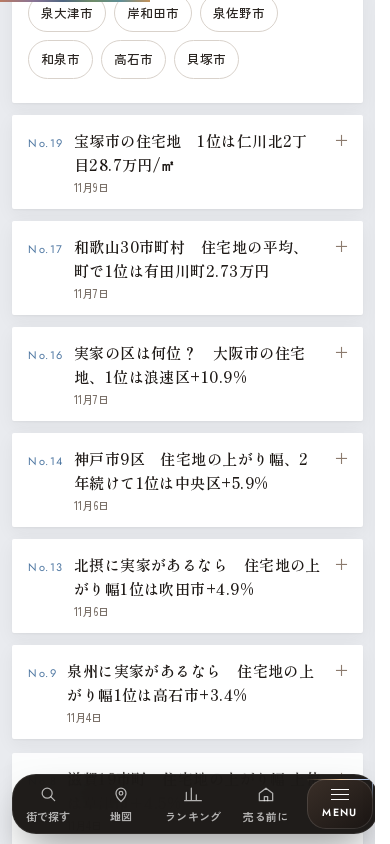 泉大津市
岸和田市
泉佐野市
和泉市
高石市
貝塚市
No.19
宝塚市の住宅地　1位は仁川北2丁
目28.7万円/㎡
11月9日
No.17
和歌山30市町村　住宅地の平均、
町で1位は有田川町2.73万円
11月7日
No.16
実家の区は何位？　大阪市の住宅
地、1位は浪速区+10.9%
11月7日
No.14
神戸市9区　住宅地の上がり幅、2
年続けて1位は中央区+5.9%
11月6日
No.13
北摂に実家があるなら　住宅地の上
がり幅1位は吹田市+4.9%
11月6日
No.9
泉州に実家があるなら　住宅地の上
がり幅1位は高石市+3.4%
11月4日
街で探す
地図
ランキング
売る前に
MENU